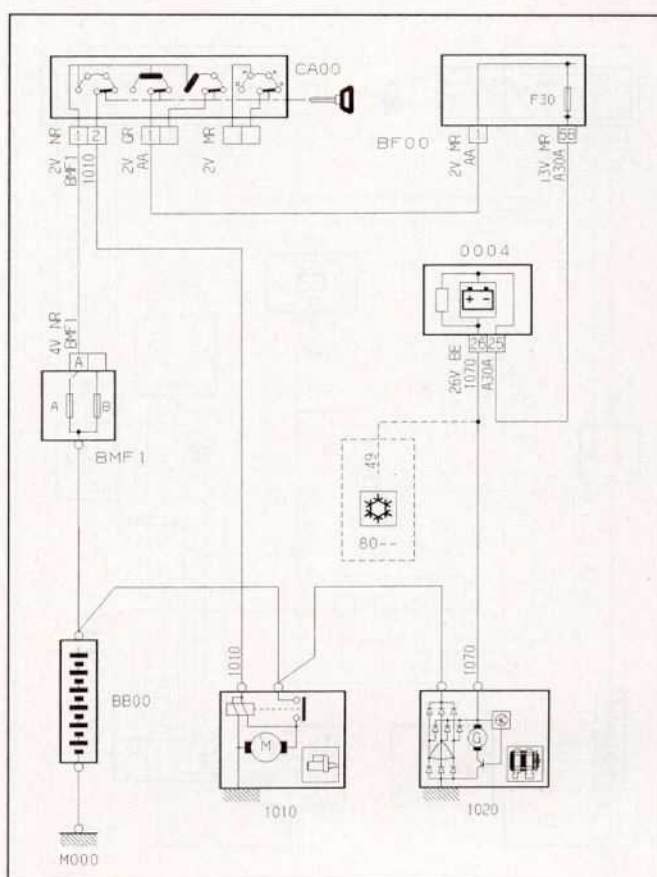 CA00
F30
BF00
2V NR
1 2
BMF1
1010
2V GR
1
AA
2V MR
2V MR
1
AA
13V MR
5B
A30A
0004
+ -
26V BE
26 25
1070
A30A
4V NR
BMF1
A
A B
BMF1
49
80--
BB00
1010
1070
M
G
1010
1020
M000